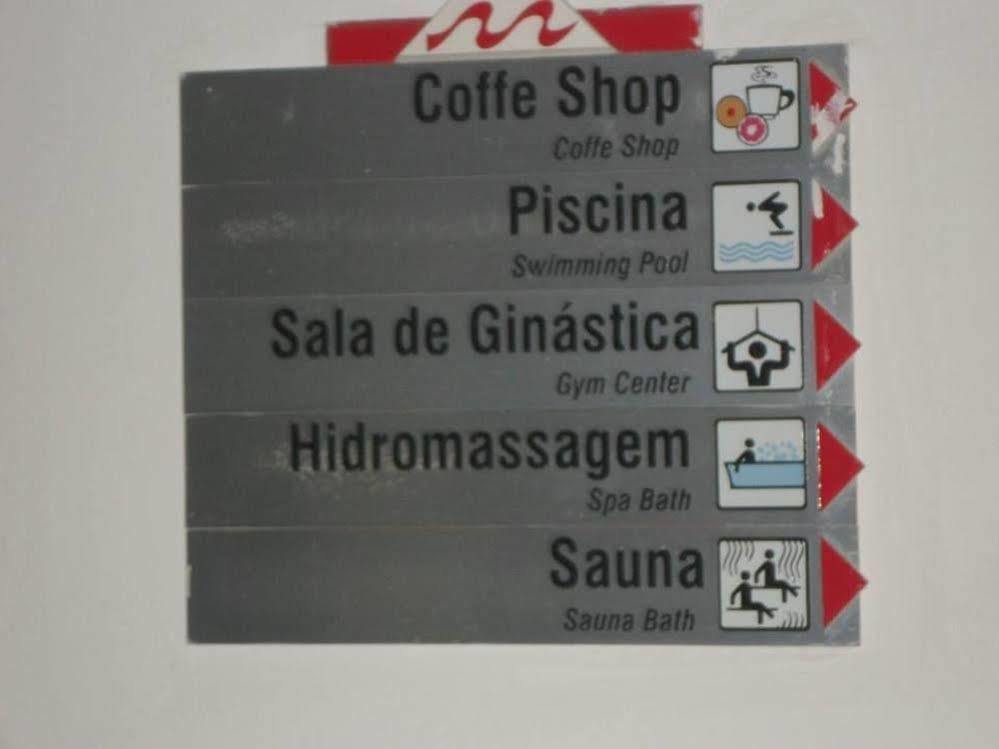 Coffe Shop
Coffe Shop
Piscina
Swimming Pool
Sala de Ginástica
Gym Center
Hidromassagem
Spa Bath
Sauna
Sauna Bath